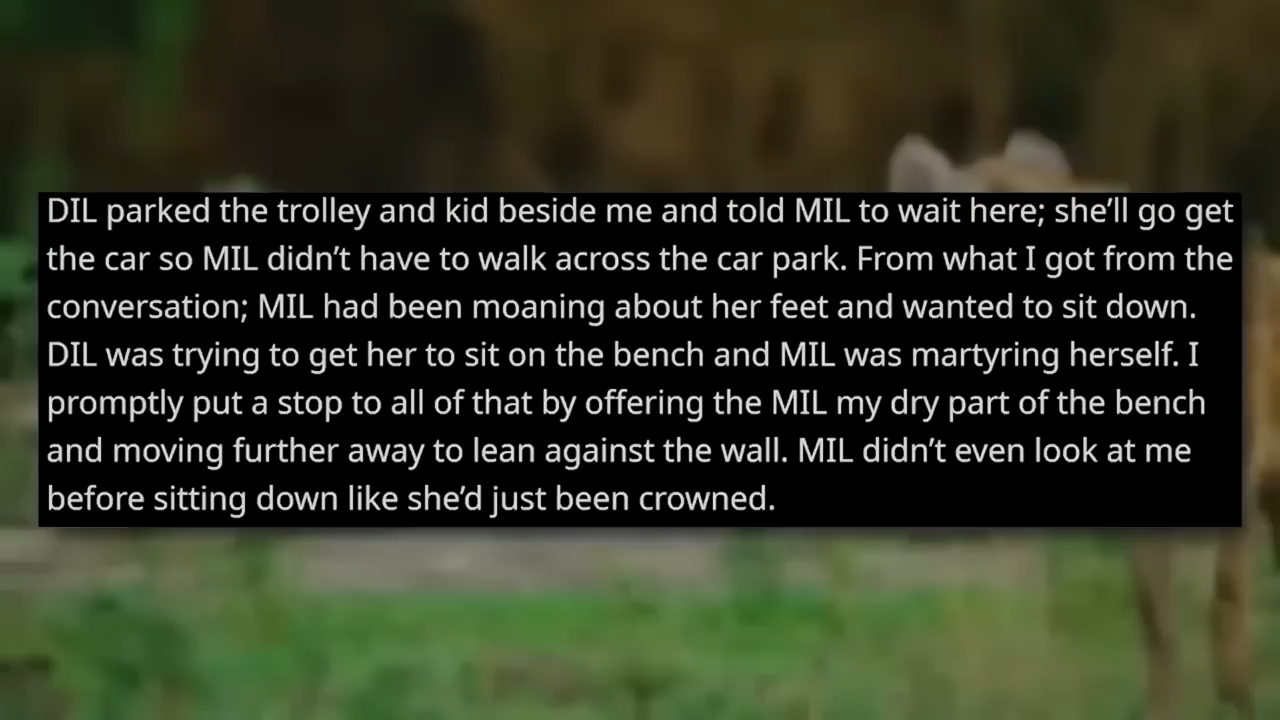 DIL parked the trolley and kid beside me and told MIL to wait here; she’ll go get
the car so MIL didn’t have to walk across the car park. From what I got from the
conversation; MIL had been moaning about her feet and wanted to sit down.
DIL was trying to get her to sit on the bench and MIL was martyring herself. I
promptly put a stop to all of that by offering the MIL my dry part of the bench
and moving further away to lean against the wall. MIL didn’t even look at me
before sitting down like she’d just been crowned.